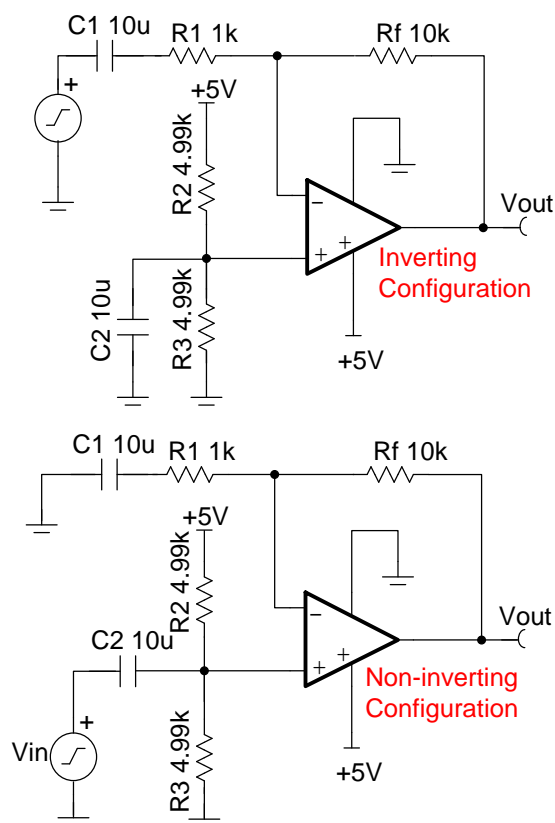 C1 10u
R1 1k
Rf 10k
+
+5V
R2 4.99k
Vout
−
+
+
Inverting
Configuration
C2 10u
R3 4.99k
+5V
C1 10u
R1 1k
Rf 10k
+5V
R2 4.99k
C2 10u
Vout
−
+
+
+
Non-inverting
Configuration
Vin
R3 4.99k
+5V